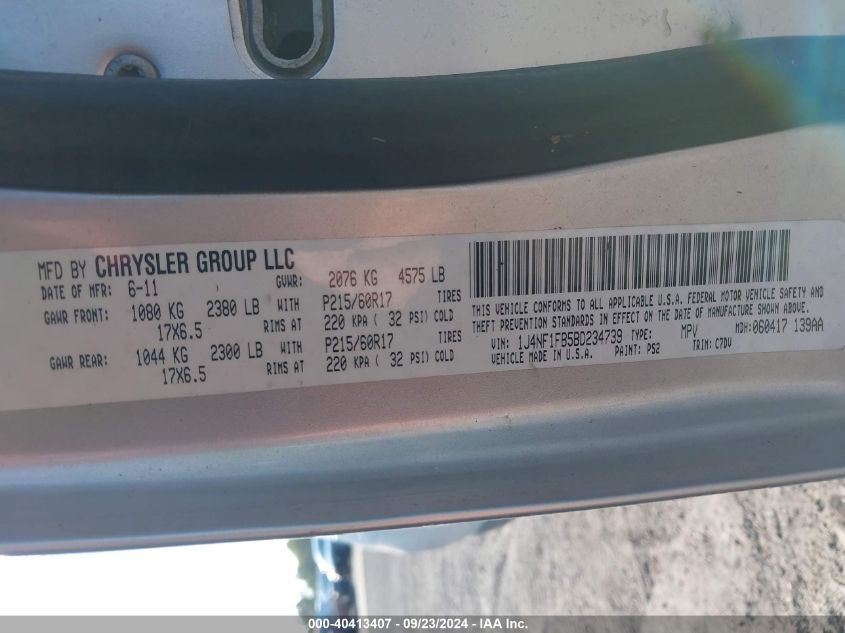 MFD BY CHRYSLER GROUP LLC
DATE OF MFR: 6-11 GVWR: 2076 KG 4575 LB
GAWR FRONT: 1080 KG 2380 LB WITH P215/60R17 TIRES
17X6.5 RIMS AT 220 KPA ( 32 PSI) COLD
GAWR REAR: 1044 KG 2300 LB WITH P215/60R17 TIRES
17X6.5 RIMS AT 220 KPA ( 32 PSI) COLD
THIS VEHICLE CONFORMS TO ALL APPLICABLE U.S.A. FEDERAL MOTOR VEHICLE SAFETY AND
THEFT PREVENTION STANDARDS IN EFFECT ON THE DATE OF MANUFACTURE SHOWN ABOVE.
VIN: 1J4NF1FB5BD234739 TYPE: MPV MDH: 060417 139AA
VEHICLE MADE IN U.S.A. PAINT: PS2 TRIM: C7DV
000-40413407 - 09/23/2024 - IAA Inc.